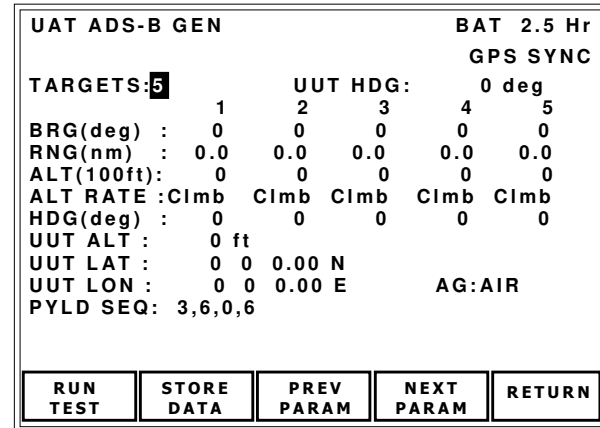 UAT ADS-B GEN BAT 2.5 Hr
GPS SYNC
TARGETS:5 UUT HDG: 0 deg
1 2 3 4 5
BRG(deg) : 0 0 0 0 0
RNG(nm) : 0.0 0.0 0.0 0.0 0.0
ALT(100ft): 0 0 0 0 0
ALT RATE :Clmb Clmb Clmb Clmb Clmb
HDG(deg) : 0 0 0 0 0
UUT ALT : 0 ft
UUT LAT : 0 0 0.00 N
UUT LON : 0 0 0.00 E AG:AIR
PYLD SEQ: 3,6,0,6
RUN TEST STORE DATA PREV PARAM NEXT PARAM RETURN